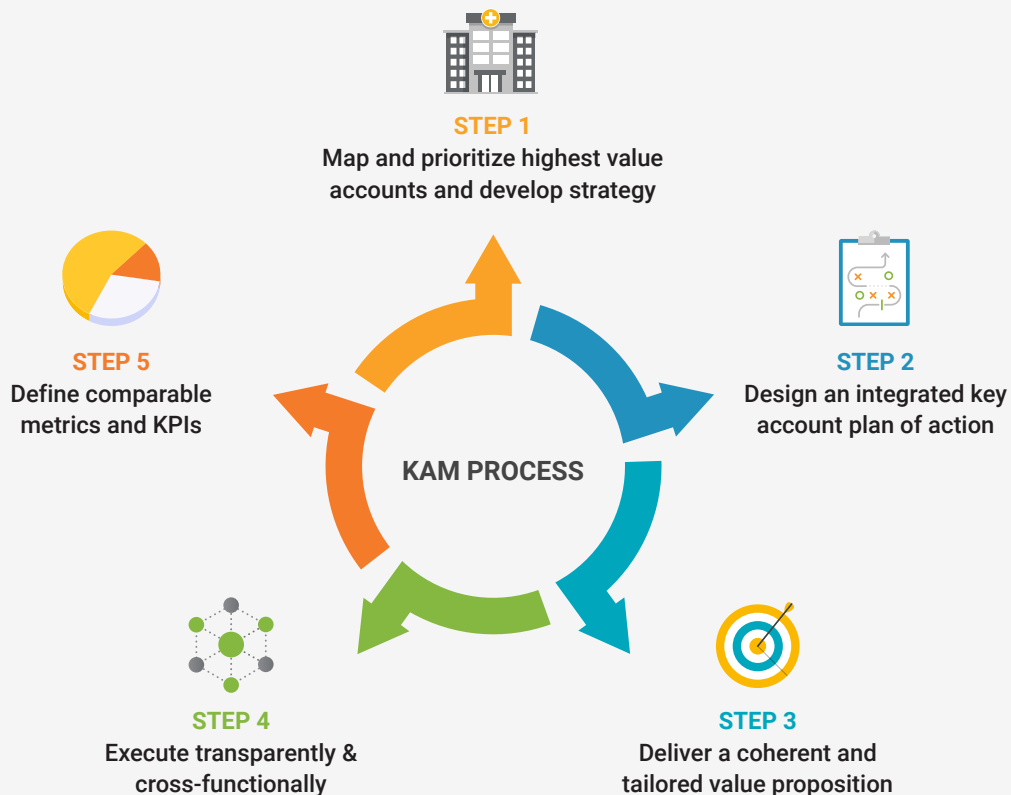 STEP 1
Map and prioritize highest value
accounts and develop strategy
STEP 2
Design an integrated key
account plan of action
STEP 3
Deliver a coherent and
tailored value proposition
STEP 4
Execute transparently &
cross-functionally
STEP 5
Define comparable
metrics and KPIs
KAM PROCESS